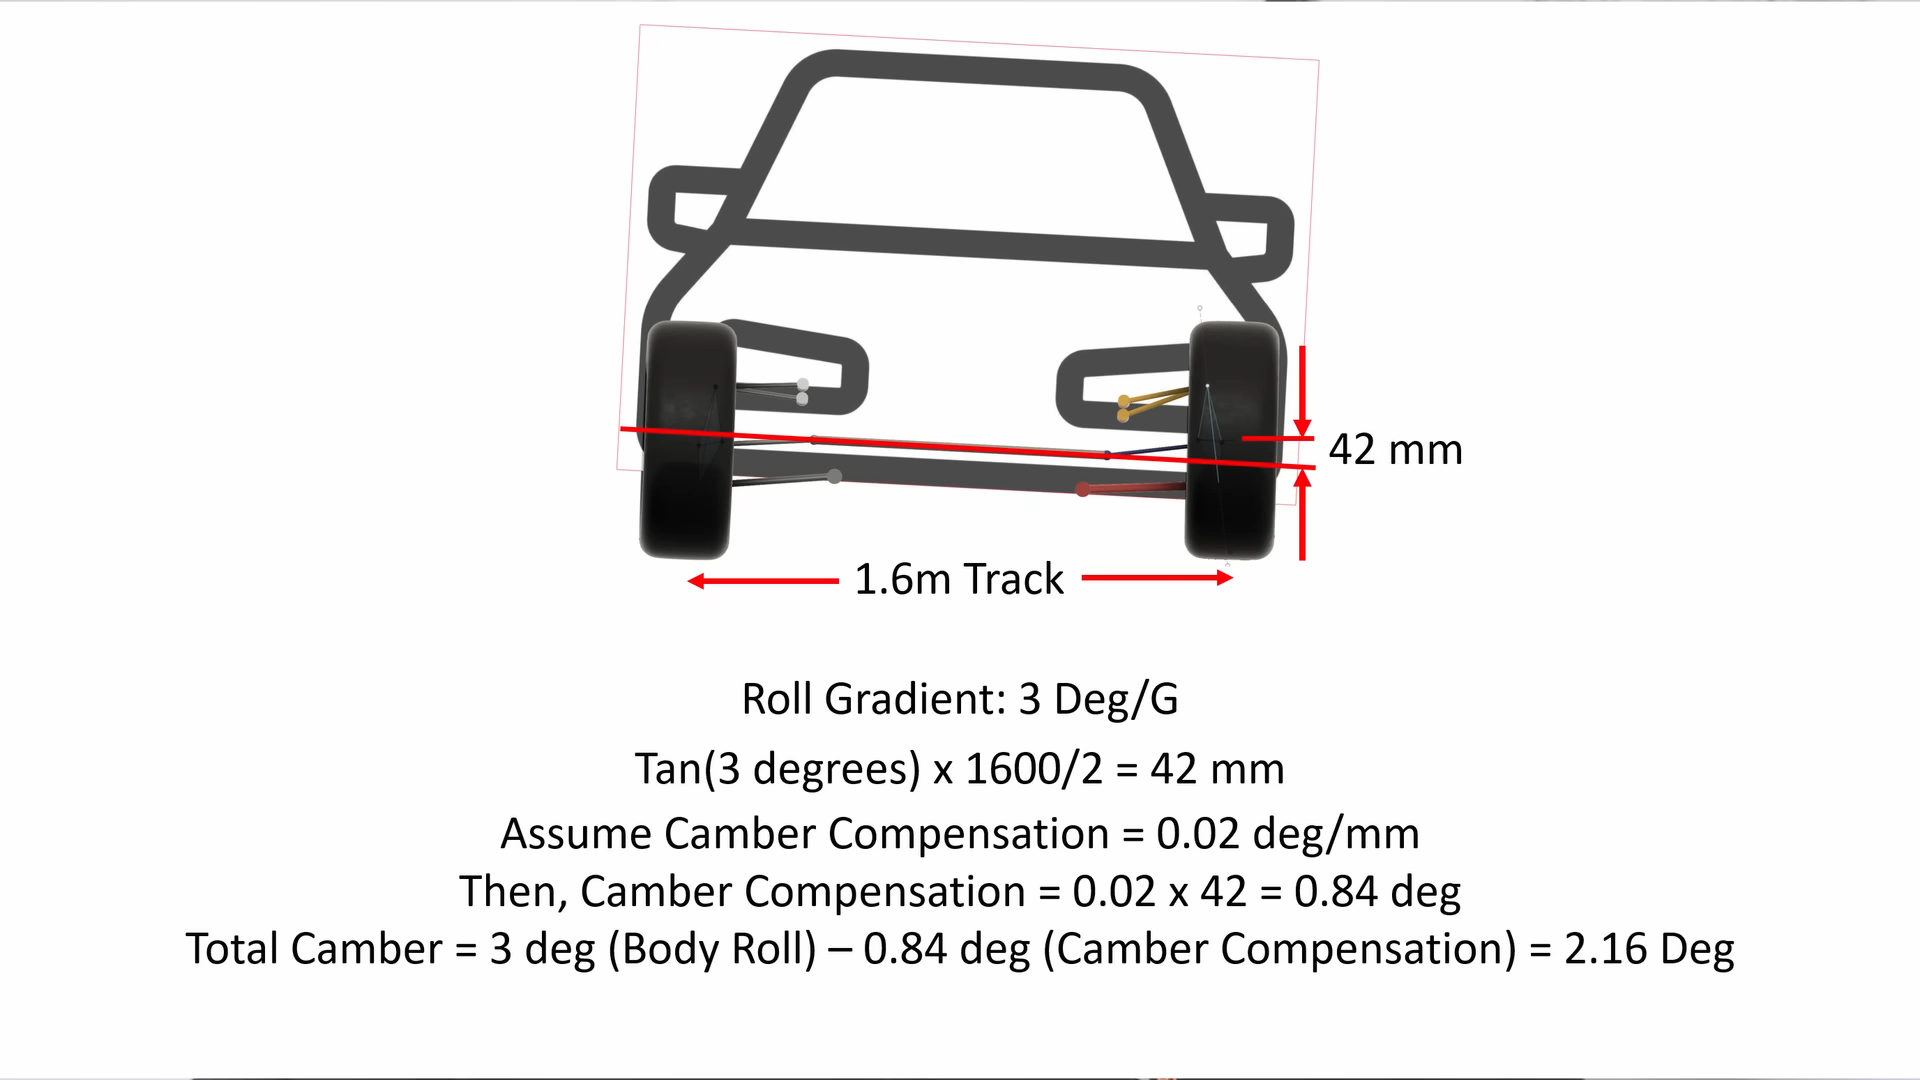 42 mm
1.6m Track
Roll Gradient: 3 Deg/G
Tan(3 degrees) x 1600/2 = 42 mm
Assume Camber Compensation = 0.02 deg/mm
Then, Camber Compensation = 0.02 x 42 = 0.84 deg
Total Camber = 3 deg (Body Roll) – 0.84 deg (Camber Compensation) = 2.16 Deg